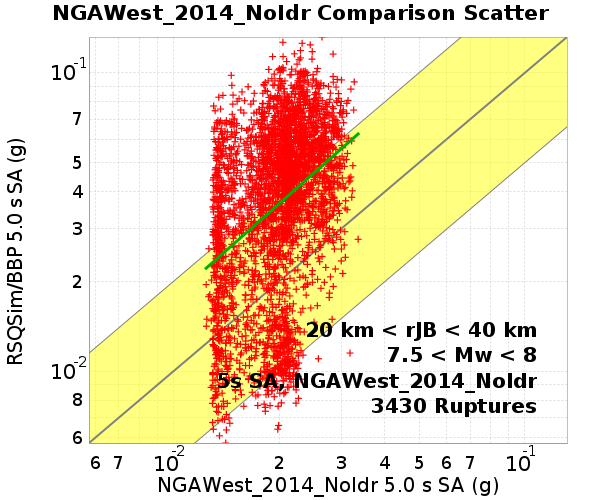 NGAWest_2014_NoIdr Comparison Scatter
RSQSim/BBP 5.0 s SA (g)
10-1
7
5
4
3
2
10-2
8
6
20 km < rJB < 40 km
7.5 < Mw < 8
5s SA, NGAWest_2014_NoIdr
3430 Ruptures
6 7 10-2 2 3 4 5 6 7 10-1
NGAWest_2014_NoIdr 5.0 s SA (g)